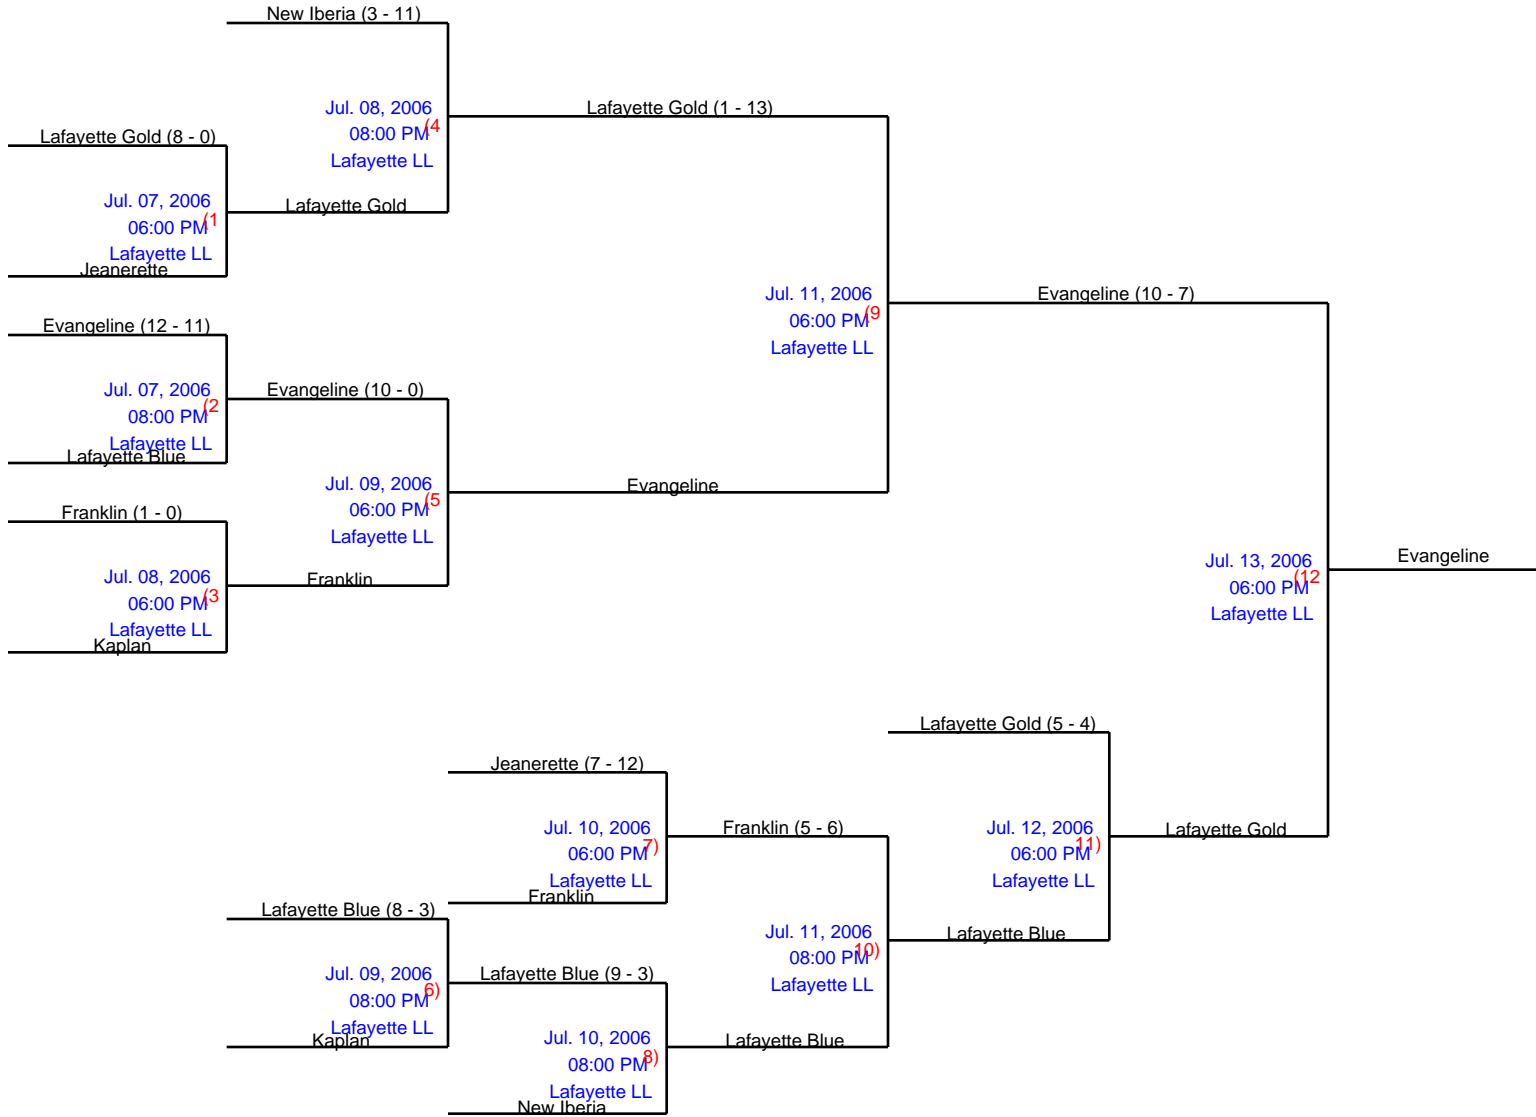 New Iberia (3 - 11)
Jul. 08, 2006
08:00 PM
(4
Lafayette LL
Lafayette Gold (1 - 13)
Lafayette Gold (8 - 0)
Jul. 07, 2006
06:00 PM
(1
Lafayette LL
Jeanerette
Lafayette Gold
Evangeline (12 - 11)
Jul. 07, 2006
08:00 PM
(2
Lafayette LL
Lafayette Blue
Evangeline (10 - 0)
Jul. 09, 2006
06:00 PM
(5
Lafayette LL
Evangeline
Franklin (1 - 0)
Jul. 08, 2006
06:00 PM
(3
Lafayette LL
Kaplan
Franklin
Jul. 11, 2006
06:00 PM
(9
Lafayette LL
Evangeline (10 - 7)
Jul. 13, 2006
06:00 PM
(12
Lafayette LL
Evangeline
Lafayette Gold (5 - 4)
Jeanerette (7 - 12)
Jul. 10, 2006
06:00 PM
7)
Lafayette LL
Franklin
Franklin (5 - 6)
Jul. 12, 2006
06:00 PM
11)
Lafayette LL
Lafayette Gold
Lafayette Blue (8 - 3)
Jul. 09, 2006
08:00 PM
6)
Lafayette LL
Kaplan
Lafayette Blue (9 - 3)
Jul. 10, 2006
08:00 PM
8)
Lafayette LL
New Iberia
Jul. 11, 2006
08:00 PM
10)
Lafayette LL
Lafayette Blue
Lafayette Blue